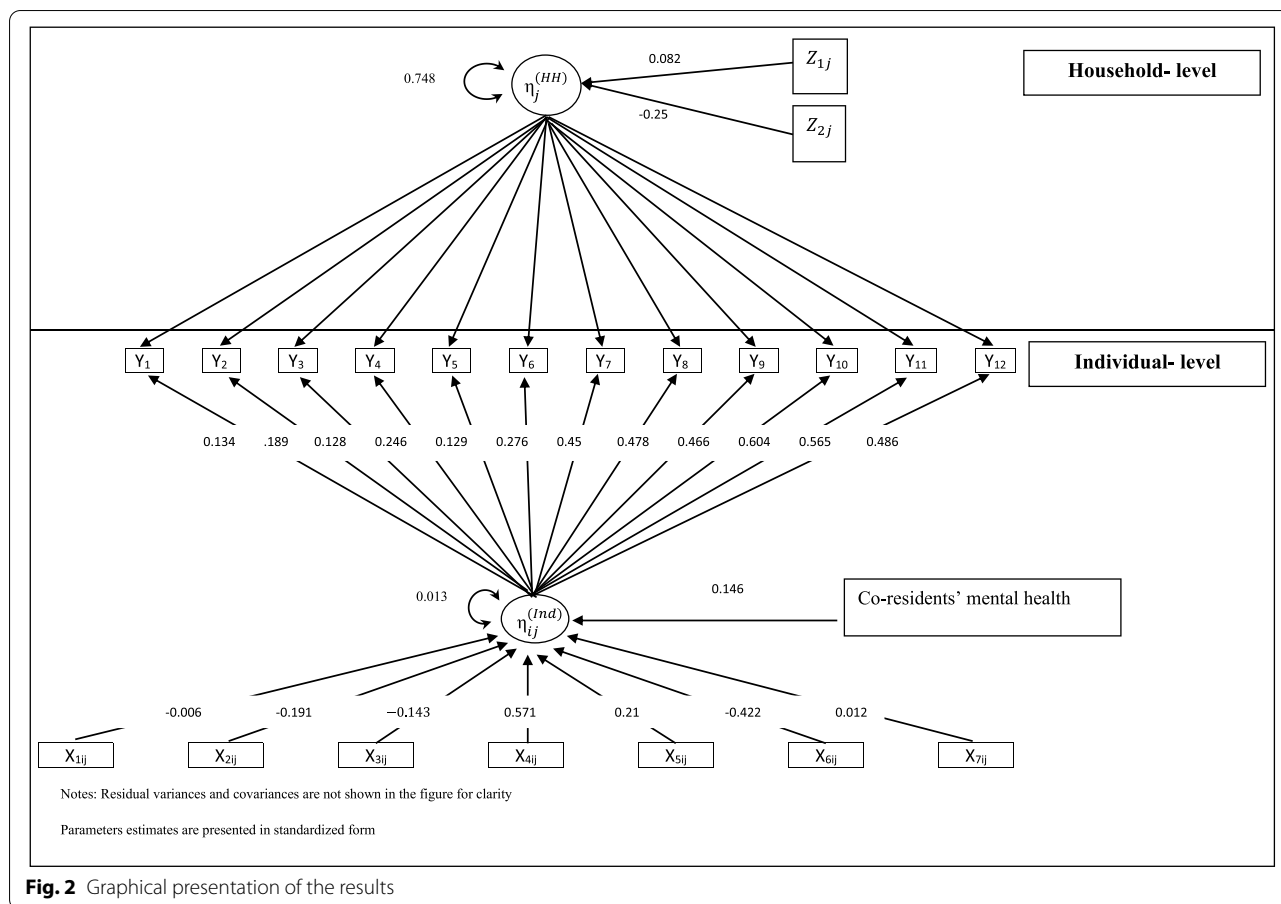 0.082
Z1j
Household- level
0.748
ηj(HH)
-0.25
Z2j
Y1 Y2 Y3 Y4 Y5 Y6 Y7 Y8 Y9 Y10 Y11 Y12
Individual- level
0.134 .189 0.128 0.246 0.129 0.276 0.45 0.478 0.466 0.604 0.565 0.486
0.013
ηij(Ind)
0.146
Co-residents’ mental health
-0.006 -0.191 −0.143 0.571 0.21 -0.422 0.012
X1ij X2ij X3ij X4ij X5ij X6ij X7ij
Notes: Residual variances and covariances are not shown in the figure for clarity
Parameters estimates are presented in standardized form
Fig. 2 Graphical presentation of the results